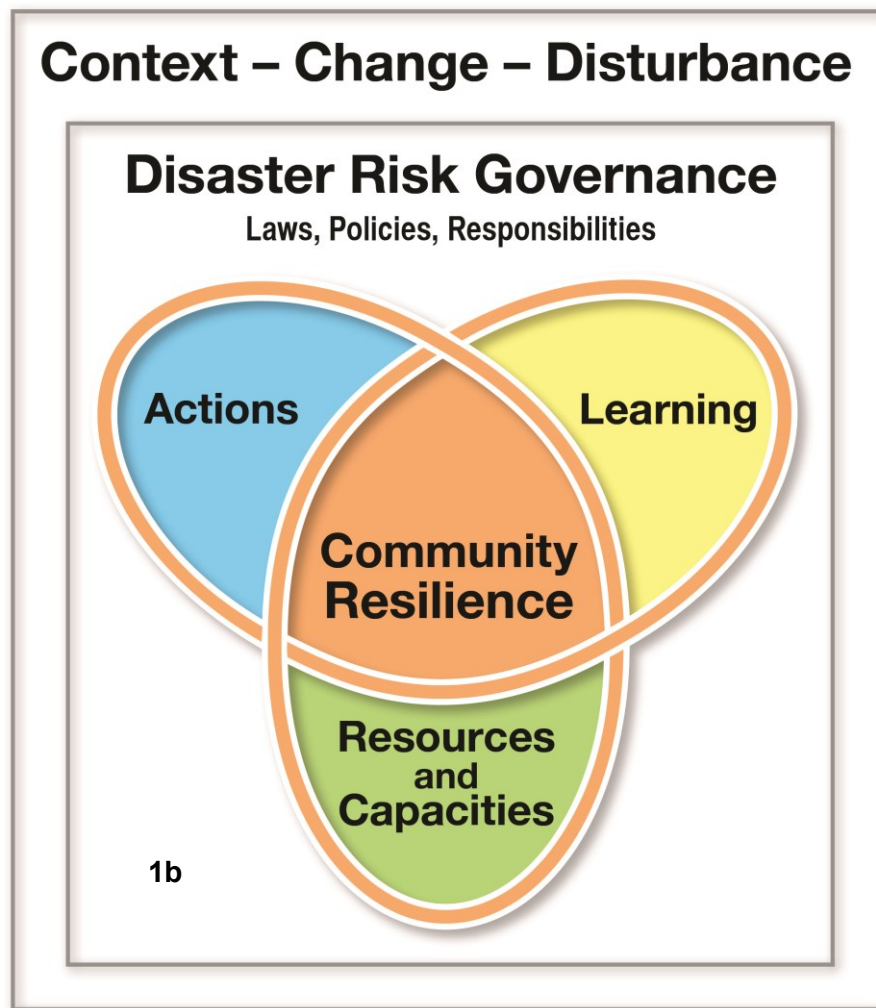 Context – Change – Disturbance
Disaster Risk Governance
Laws, Policies, Responsibilities
Actions
Learning
Community
Resilience
Resources
and
Capacities
1b